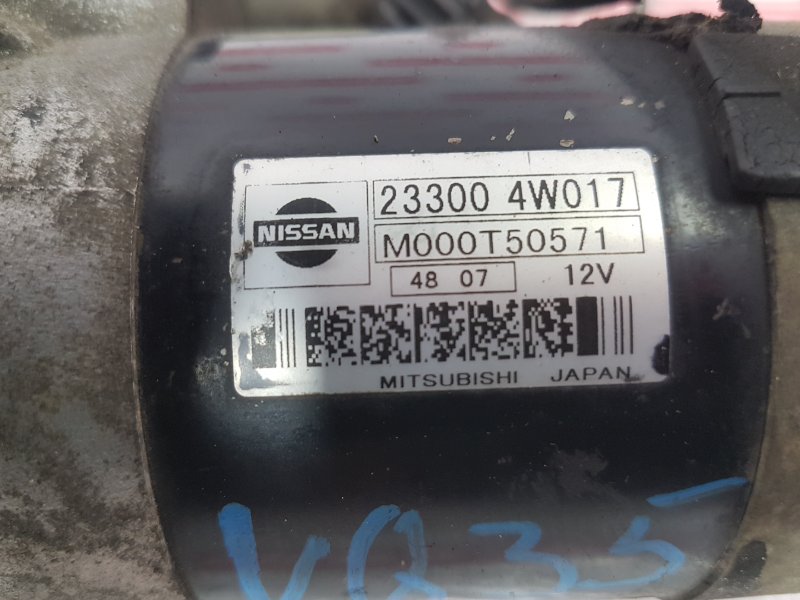 NISSAN
23300 4W017
M000T50571
48 07 12V
MITSUBISHI JAPAN
VQ35